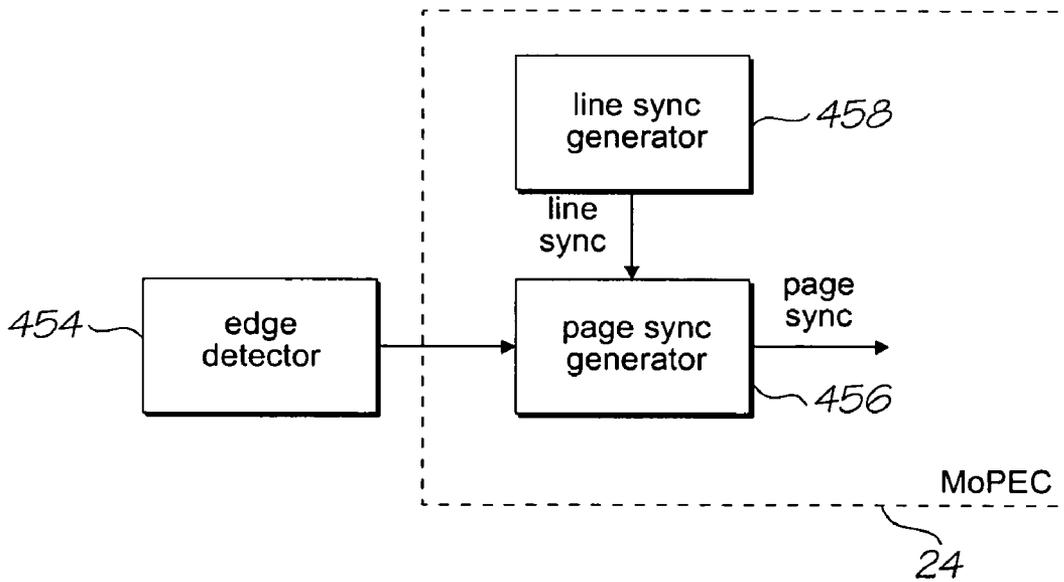 line sync
generator
458
line
sync
454
edge
detector
page sync
generator
page
sync
456
MoPEC
24